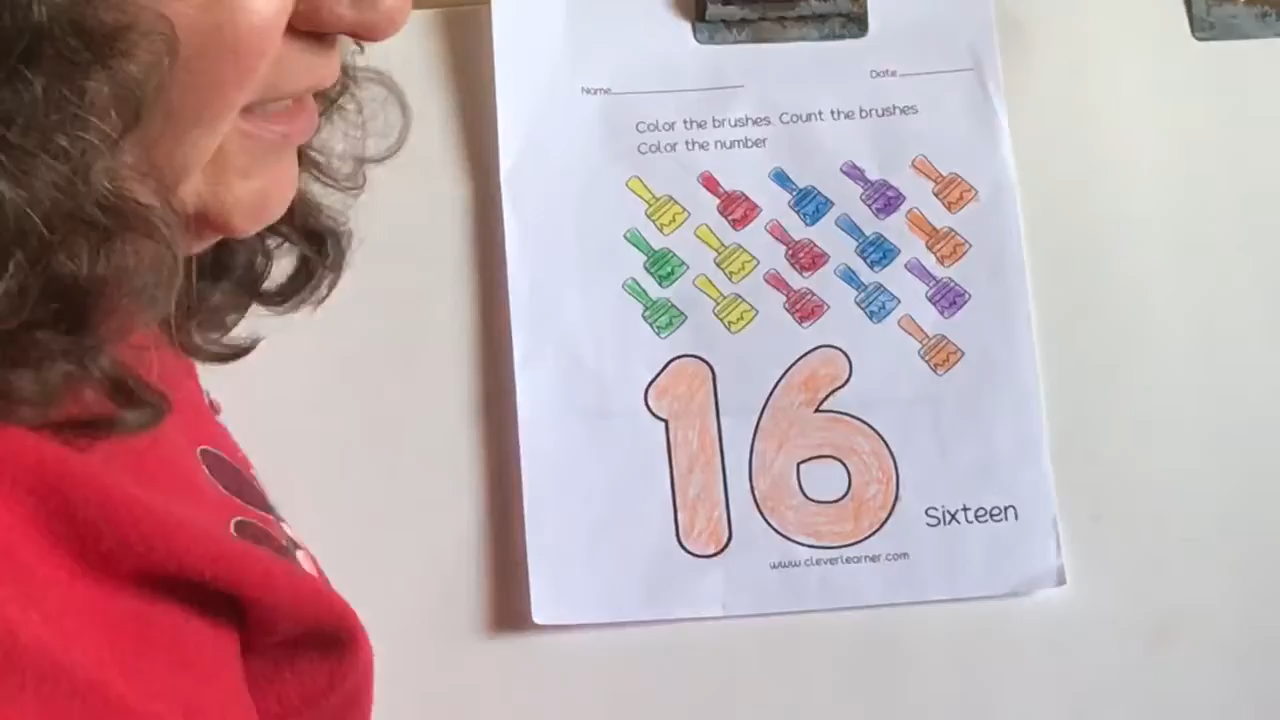 Name
Date
Color the brushes. Count the brushes
Color the number
16
Sixteen
www.cleverlearner.com